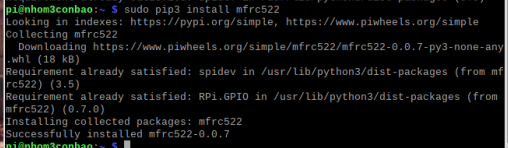 pi@nhom3conbao:~ $ sudo pip3 install mfrc522
Looking in indexes: https://pypi.org/simple, https://www.piwheels.org/simple
Collecting mfrc522
  Downloading https://www.piwheels.org/simple/mfrc522/mfrc522-0.0.7-py3-none-any
.whl (18 kB)
Requirement already satisfied: spidev in /usr/lib/python3/dist-packages (from mf
rc522) (3.5)
Requirement already satisfied: RPi.GPIO in /usr/lib/python3/dist-packages (from
mfrc522) (0.7.0)
Installing collected packages: mfrc522
Successfully installed mfrc522-0.0.7
pi@nhom3conbao:~ $